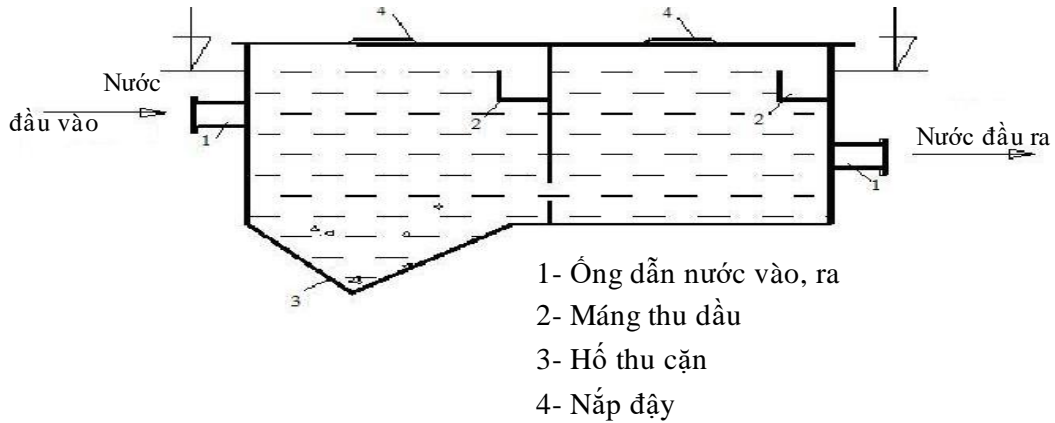 4
4
Nước
đầu vào
1
2
2
Nước đầu ra
1
3
1- Ống dẫn nước vào, ra
2- Máng thu dầu
3- Hố thu cặn
4- Nắp đậy